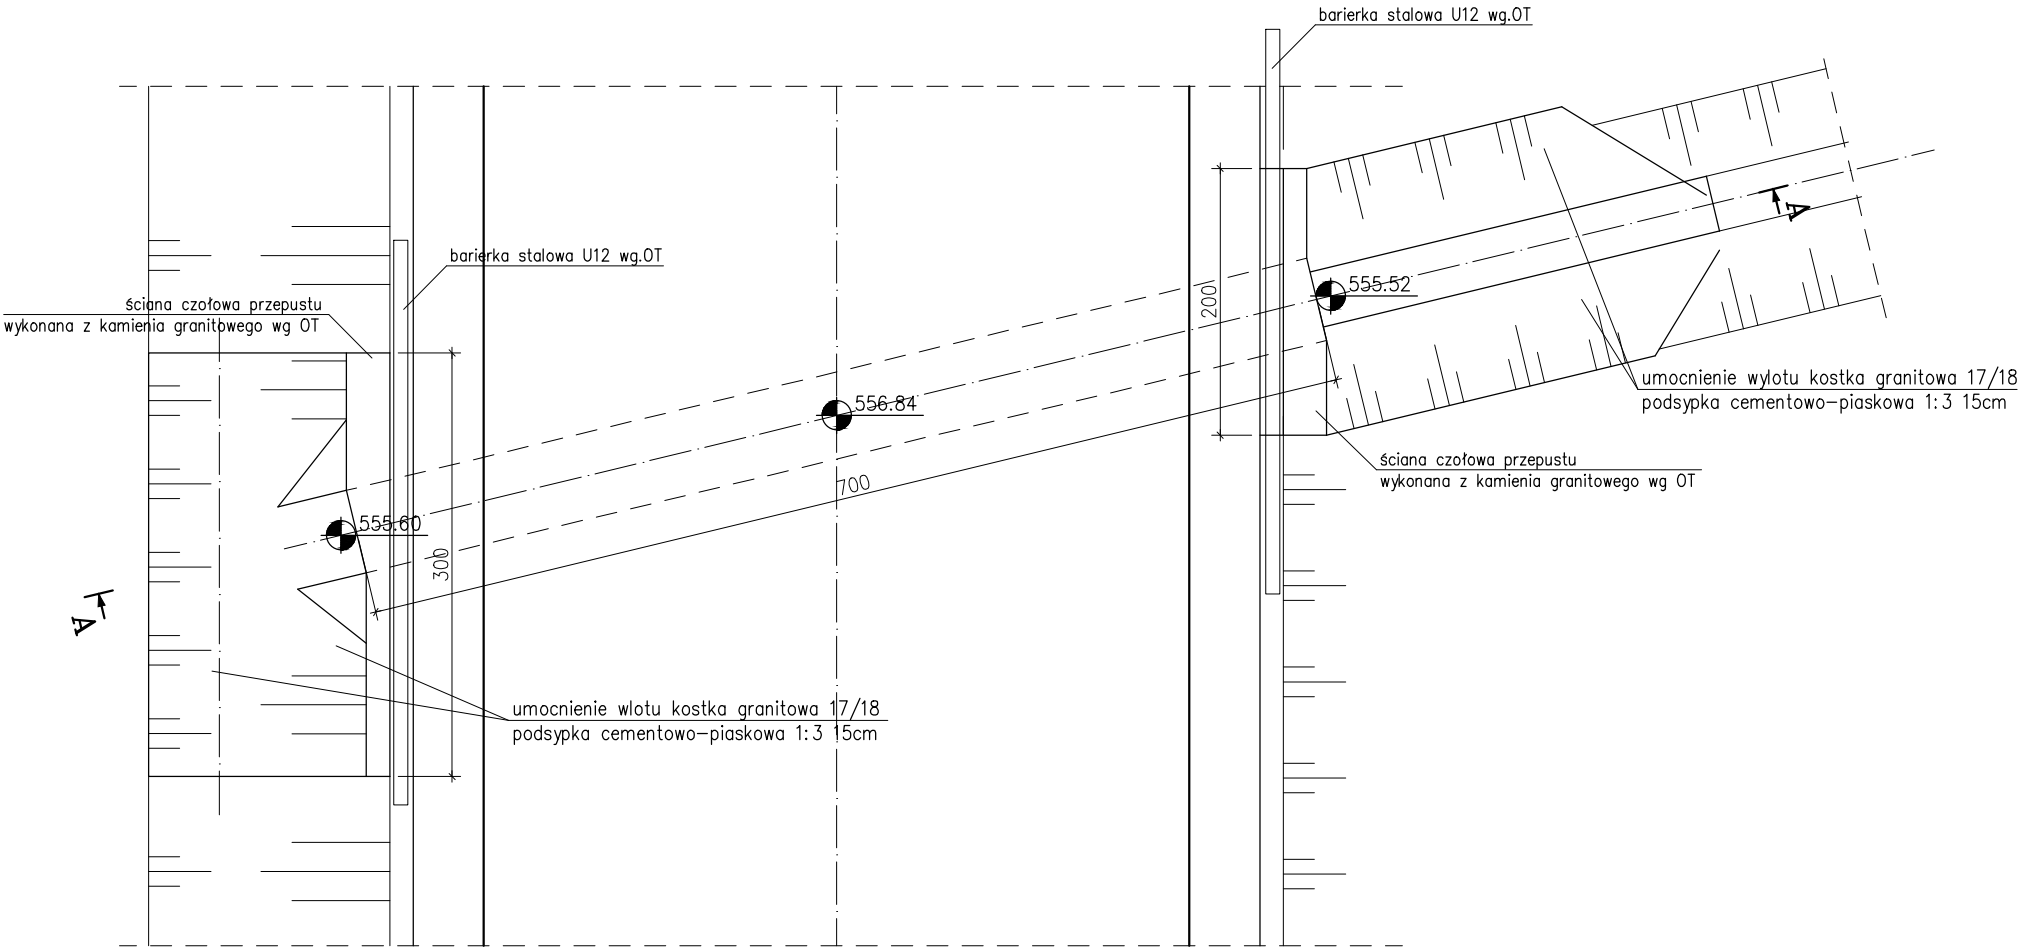 barierka stalowa U12 wg.OT
A
barierka stalowa U12 wg.OT
555.52
200
ściana czołowa przepustu
wykonana z kamienia granitowego wg OT
umocnienie wylotu kostka granitowa 17/18
podsypka cementowo-piaskowa 1:3 15cm
556.84
ściana czołowa przepustu
wykonana z kamienia granitowego wg OT
700
555.60
300
A
umocnienie wlotu kostka granitowa 17/18
podsypka cementowo-piaskowa 1:3 15cm